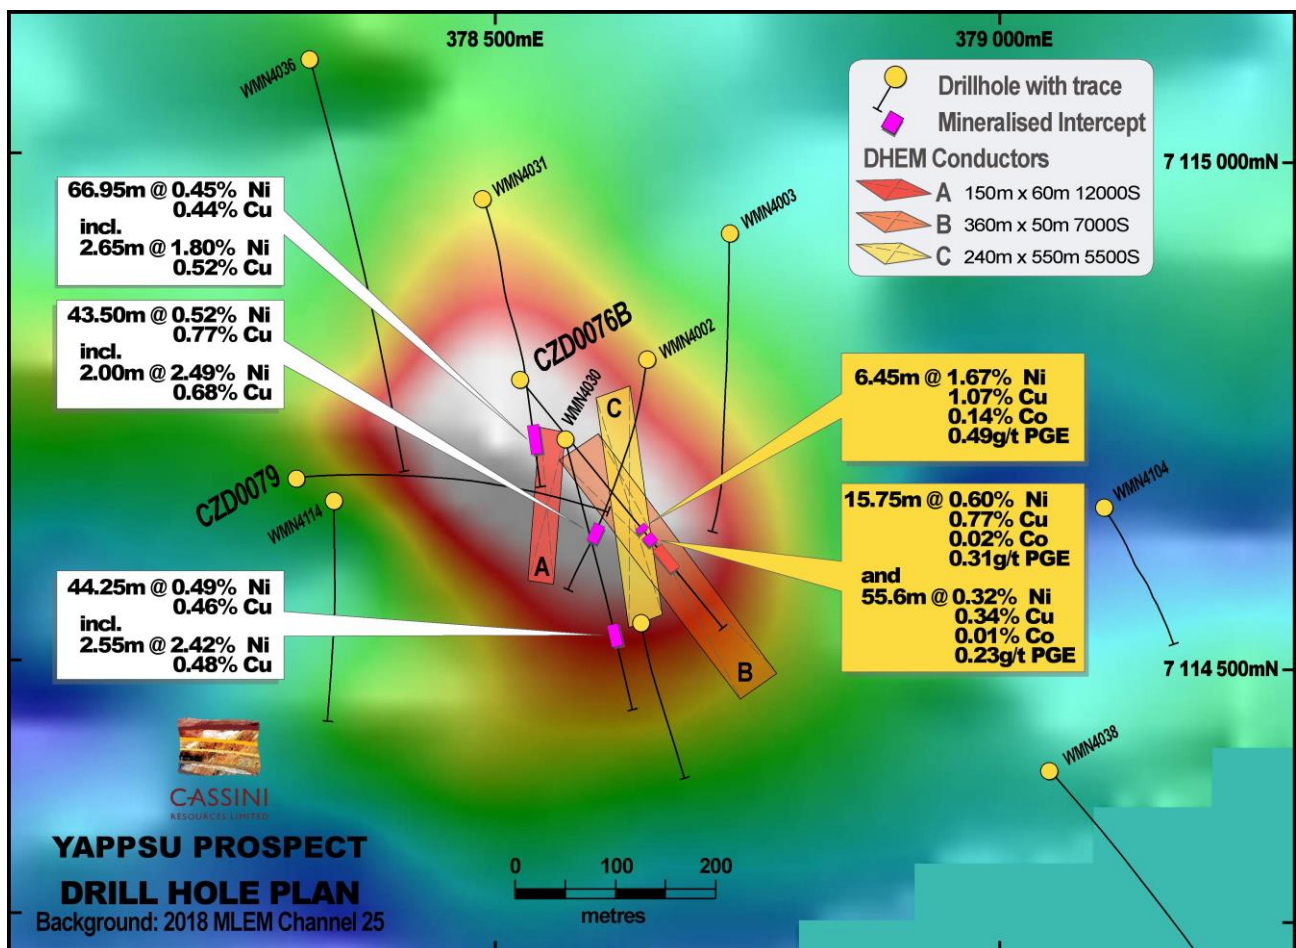 378 500mE
379 000mE
WMN4036
Drillhole with trace
Mineralised Intercept
DHEM Conductors
A 150m x 60m 12000S
B 360m x 50m 7000S
C 240m x 550m 5500S
7 115 000mN
66.95m @ 0.45% Ni
0.44% Cu
incl.
2.65m @ 1.80% Ni
0.52% Cu
WMN4031
WMN4003
43.50m @ 0.52% Ni
0.77% Cu
incl.
2.00m @ 2.49% Ni
0.68% Cu
CZD0076B
WMN4002
WMN4030
C
6.45m @ 1.67% Ni
1.07% Cu
0.14% Co
0.49g/t PGE
CZD0079
WMN4114
WMN4104
15.75m @ 0.60% Ni
0.77% Cu
0.02% Co
0.31g/t PGE
and
55.6m @ 0.32% Ni
0.34% Cu
0.01% Co
0.23g/t PGE
A
44.25m @ 0.49% Ni
0.46% Cu
incl.
2.55m @ 2.42% Ni
0.48% Cu
B
7 114 500mN
WMN4038
CASSINI
RESOURCES LIMITED
YAPPSU PROSPECT
DRILL HOLE PLAN
Background: 2018 MLEM Channel 25
0 100 200
metres